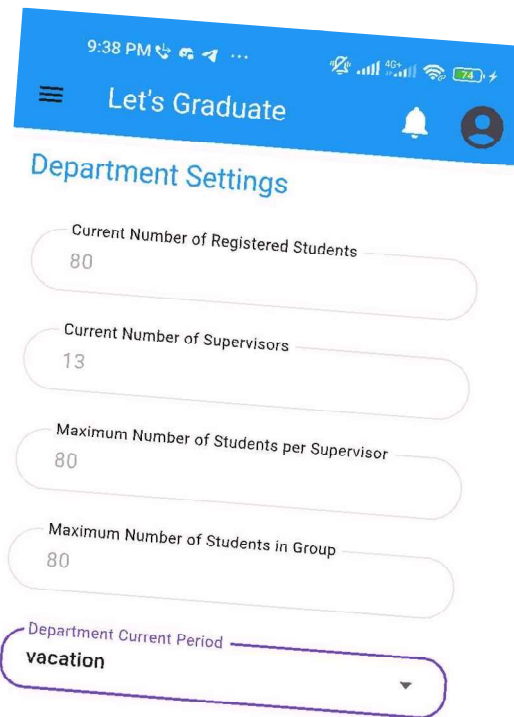 9:38 PM
4G+
74
Let's Graduate
Department Settings
Current Number of Registered Students
80
Current Number of Supervisors
13
Maximum Number of Students per Supervisor
80
Maximum Number of Students in Group
80
Department Current Period
vacation